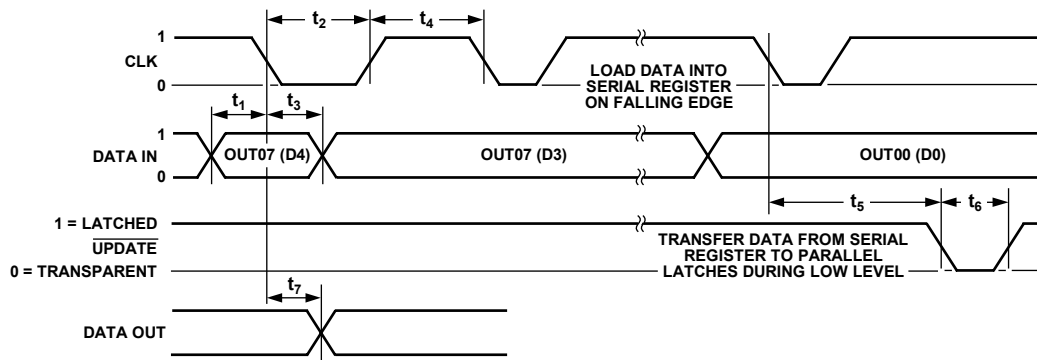 t2
t4
1
CLK
0
LOAD DATA INTO
SERIAL REGISTER
ON FALLING EDGE
t1
t3
1
DATA IN
0
OUT07 (D4)
OUT07 (D3)
OUT00 (D0)
t5
t6
1 = LATCHED
UPDATE
0 = TRANSPARENT
TRANSFER DATA FROM SERIAL
REGISTER TO PARALLEL
LATCHES DURING LOW LEVEL
t7
DATA OUT